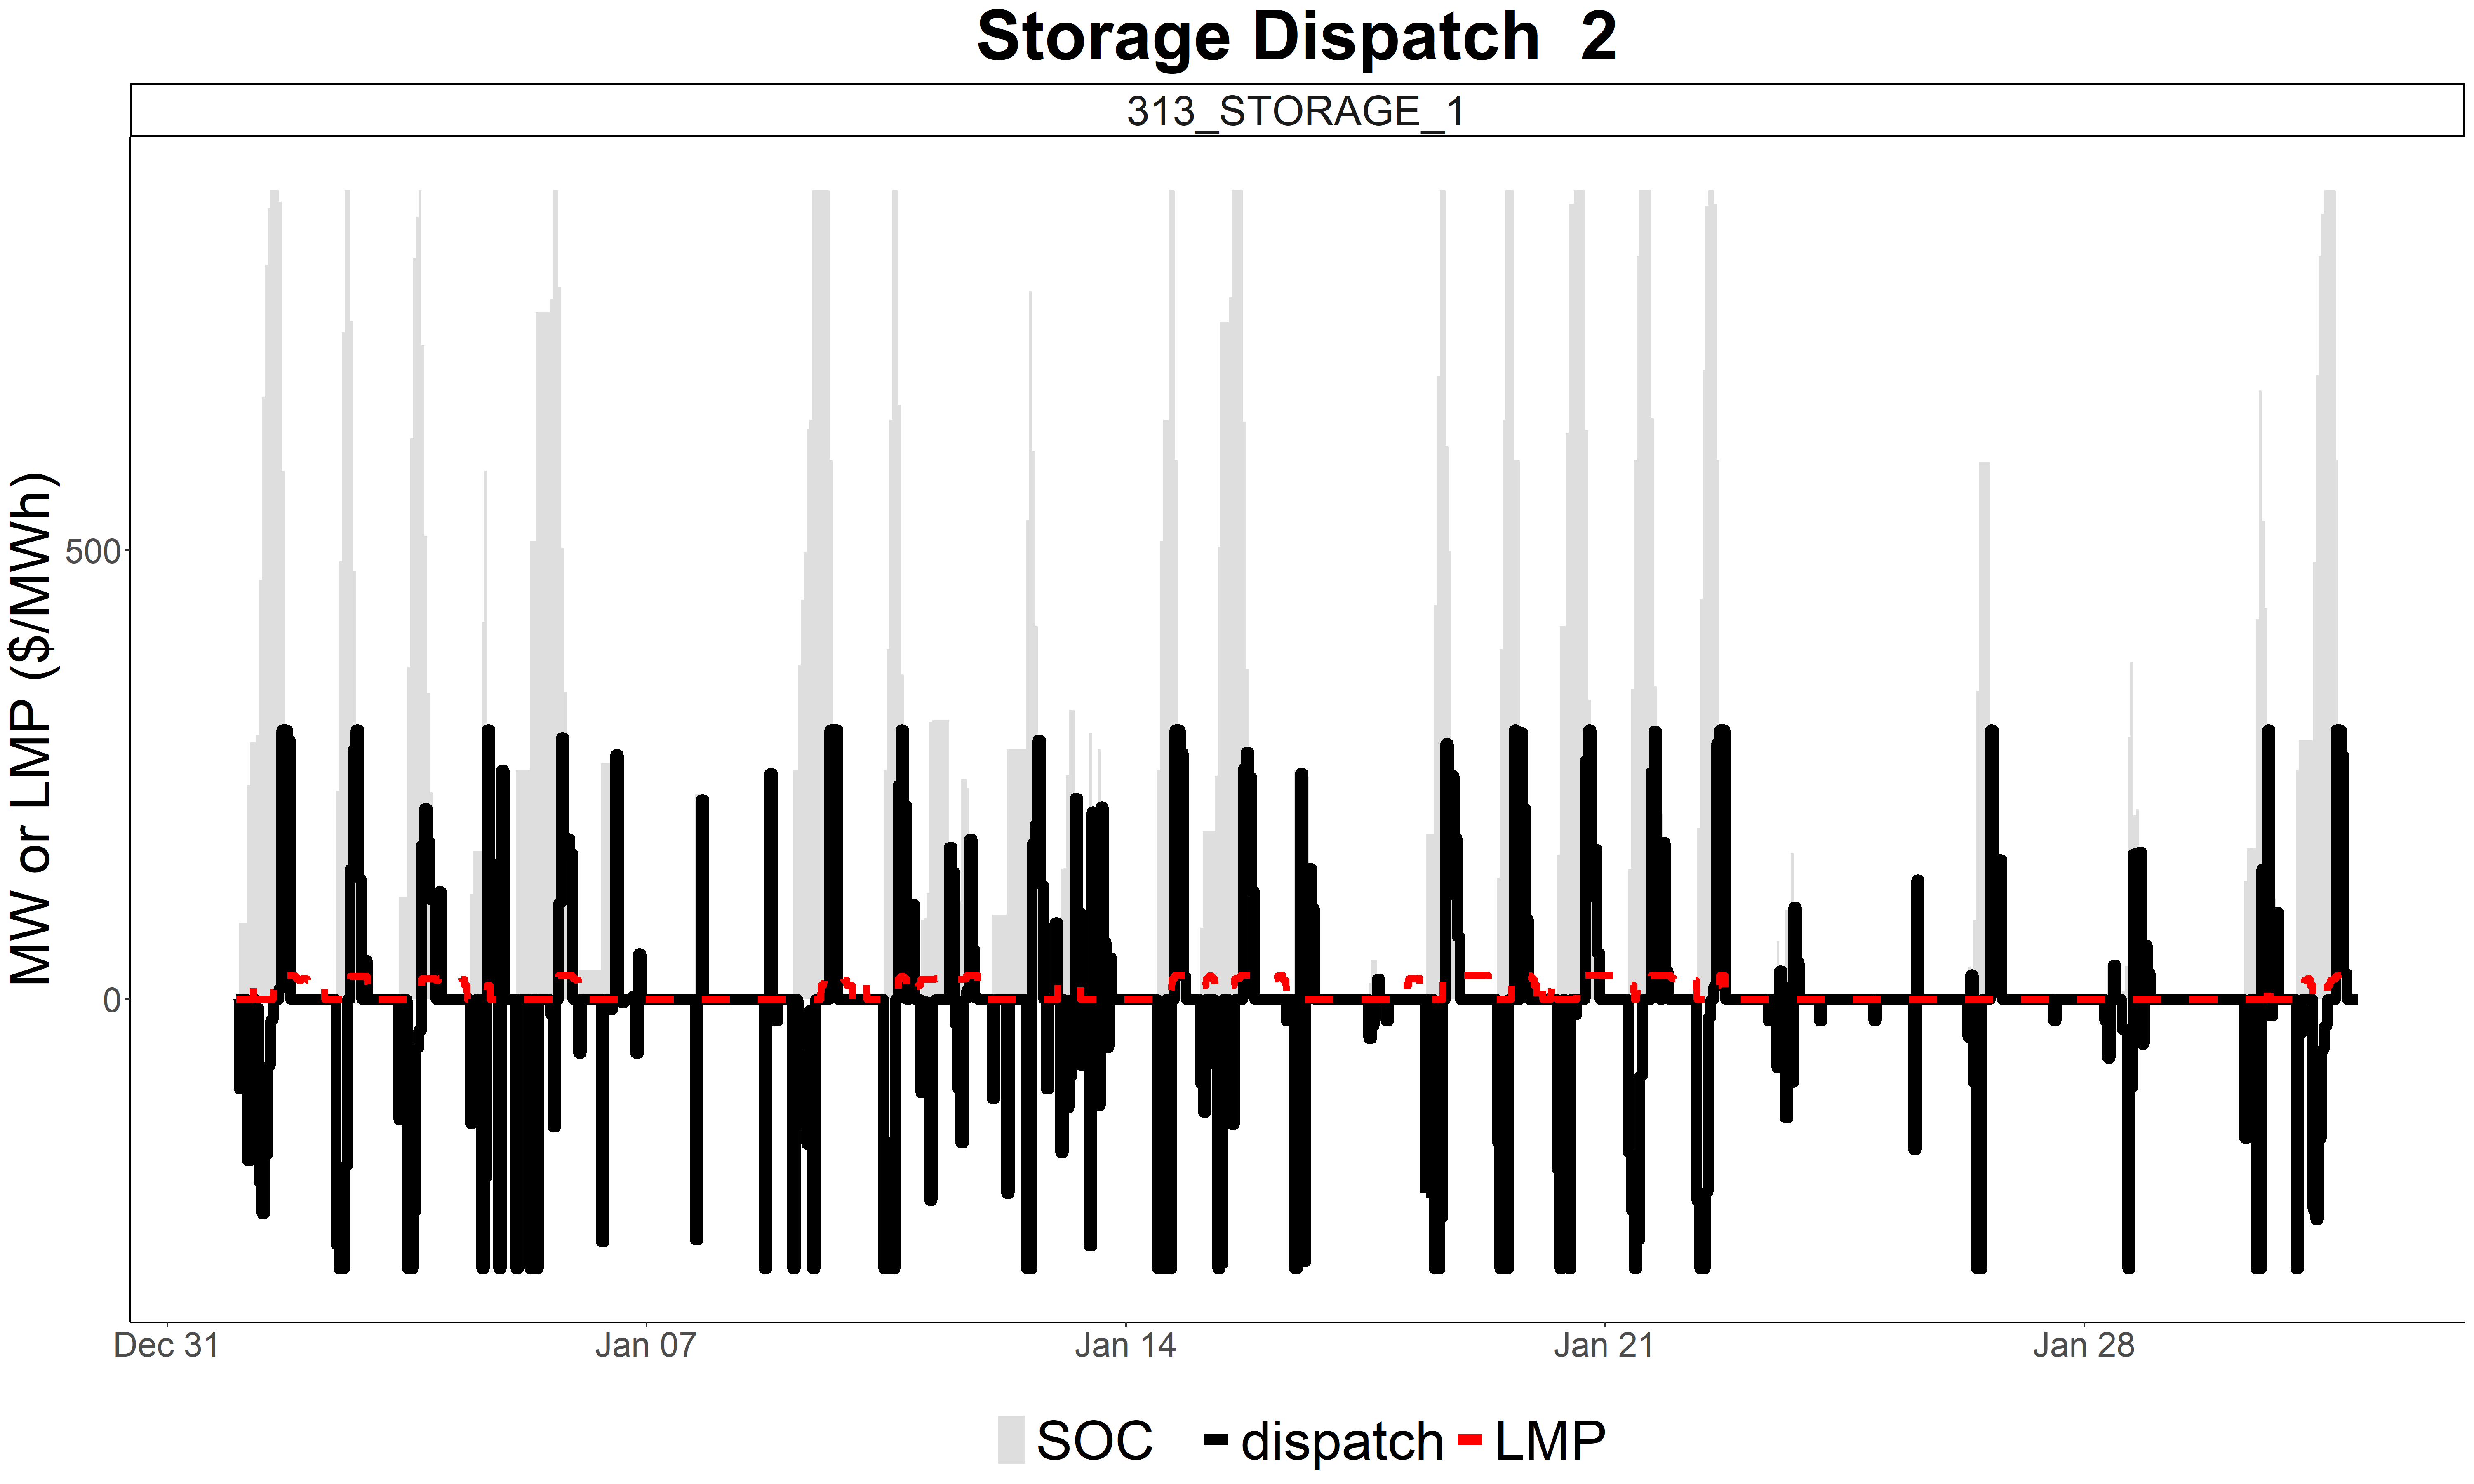 Storage Dispatch  2
313_STORAGE_1
MW or LMP ($/MWh)
500
0
Dec 31
Jan 07
Jan 14
Jan 21
Jan 28
SOC
dispatch
LMP